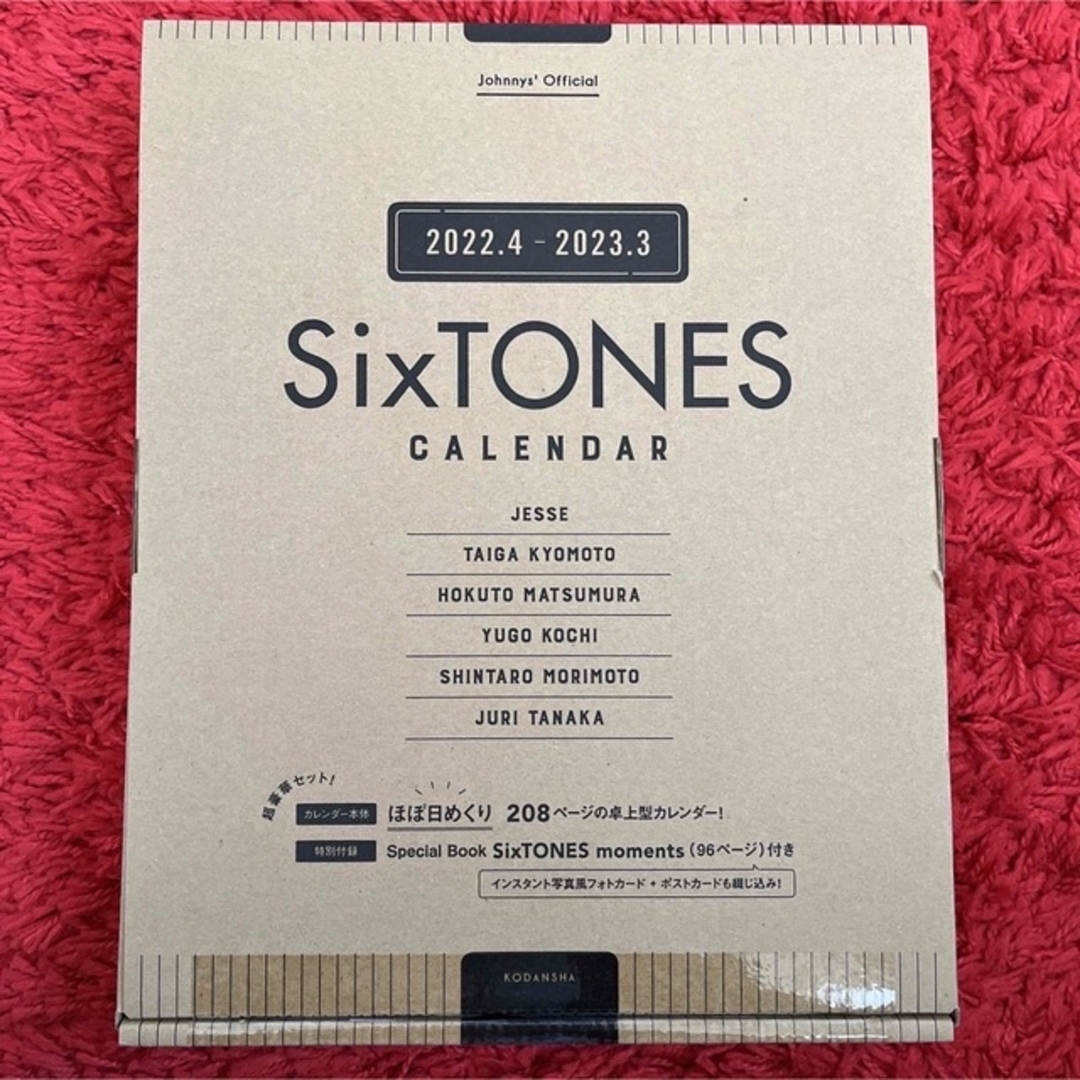 Johnnys' Official
2022.4 - 2023.3
SixTONES
CALENDAR
JESSE
TAIGA KYOMOTO
HOKUTO MATSUMURA
YUGO KOCHI
SHINTARO MORIMOTO
JURI TANAKA
超豪華セット!
カレンダー本体 ほぼ日めくり 208ページの卓上型カレンダー!
特別付録 Special Book SixTONES moments (96ページ)付き
インスタント写真風フォトカード + ポストカードも綴じ込み!
KODANSHA